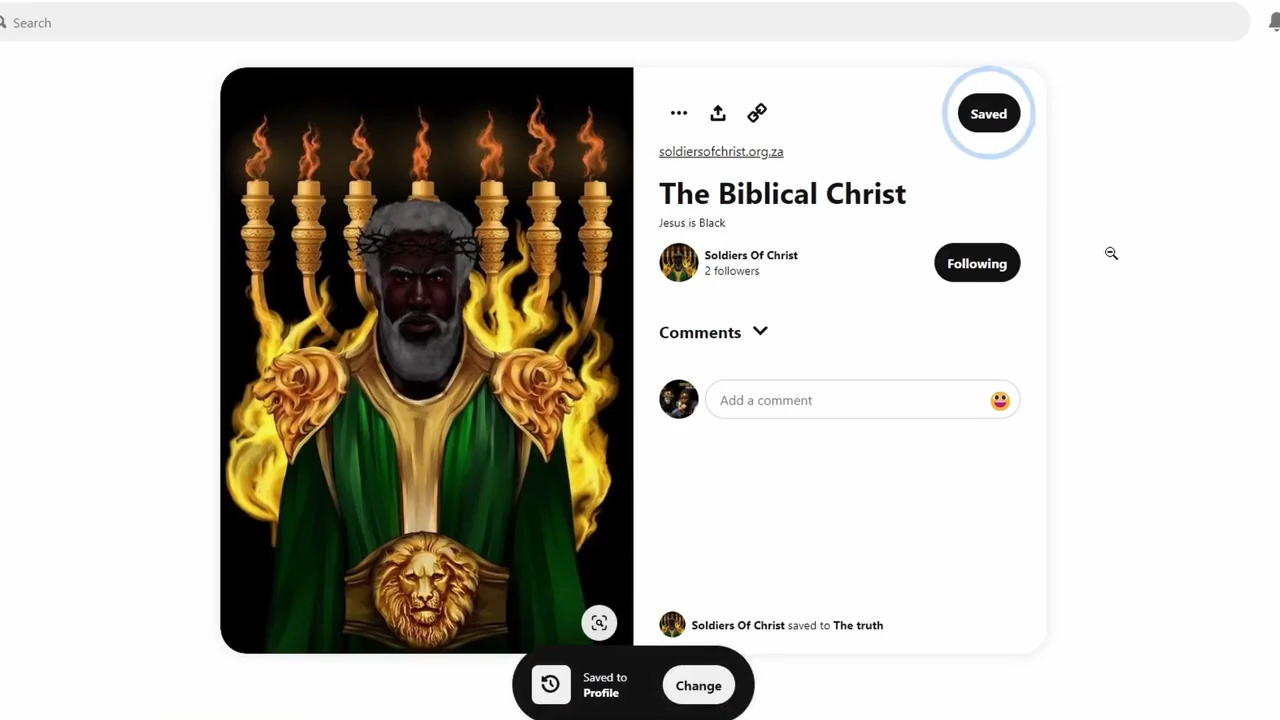 Search
Saved
soldiersofchrist.org.za
The Biblical Christ
Jesus is Black
Soldiers Of Christ
2 followers
Following
Comments
Add a comment
Soldiers Of Christ saved to The truth
Saved to
Profile
Change